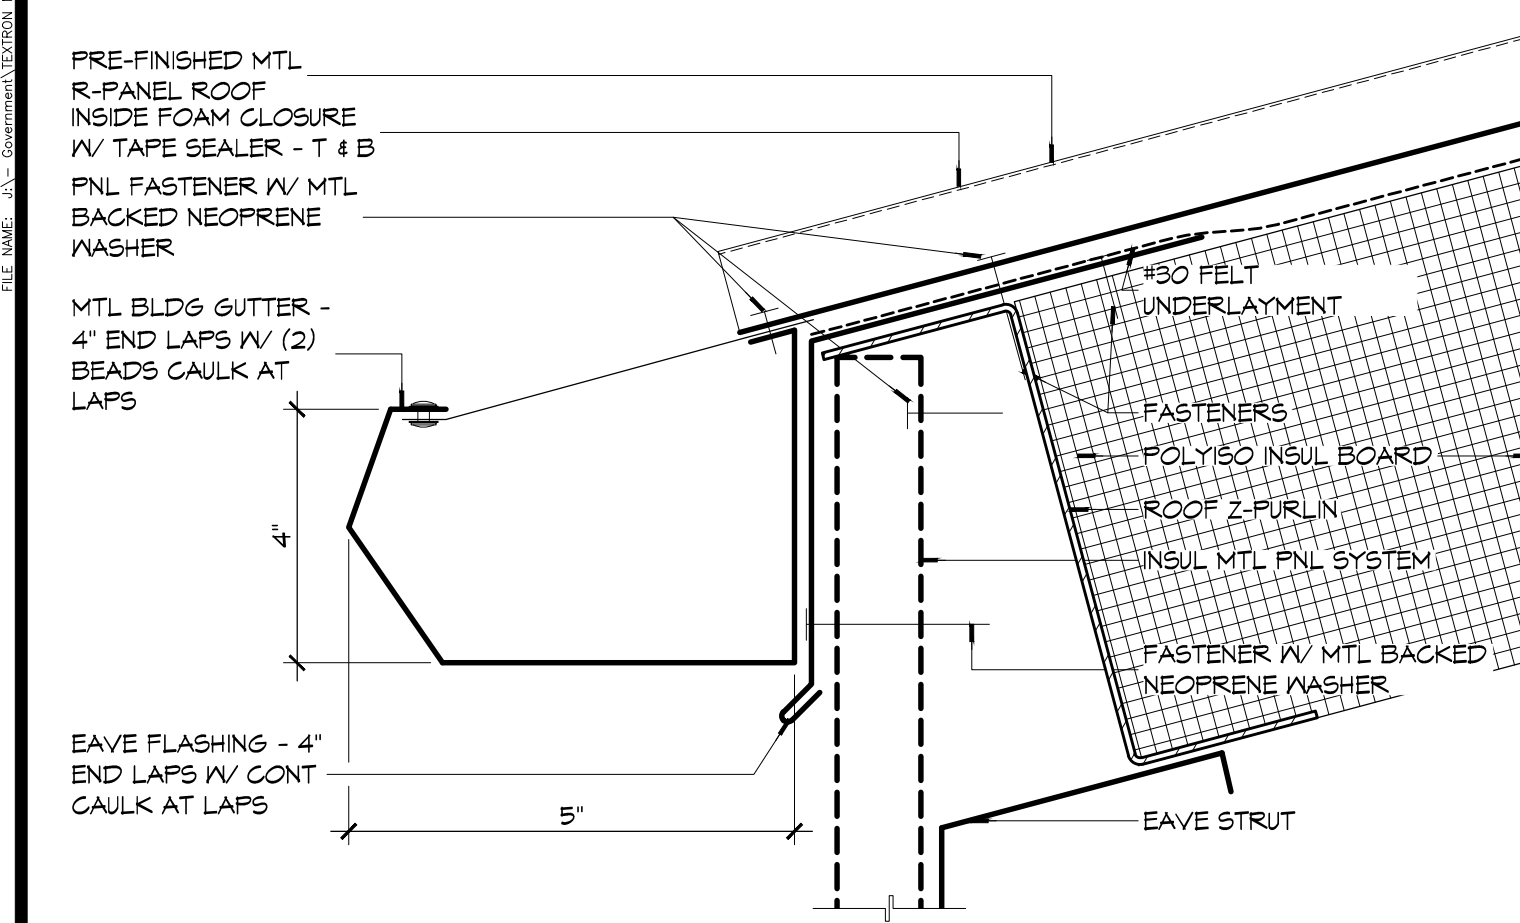 FILE NAME: J:\- Government\TEXTRON
PRE-FINISHED MTL
R-PANEL ROOF
INSIDE FOAM CLOSURE
W/ TAPE SEALER - T & B
PNL FASTENER W/ MTL
BACKED NEOPRENE
WASHER
MTL BLDG GUTTER -
4" END LAPS W/ (2)
BEADS CAULK AT
LAPS
4"
EAVE FLASHING - 4"
END LAPS W/ CONT
CAULK AT LAPS
5"
#30 FELT
UNDERLAYMENT
FASTENERS
POLYISO INSUL BOARD
ROOF Z-PURLIN
INSUL MTL PNL SYSTEM
FASTENER W/ MTL BACKED
NEOPRENE WASHER
EAVE STRUT